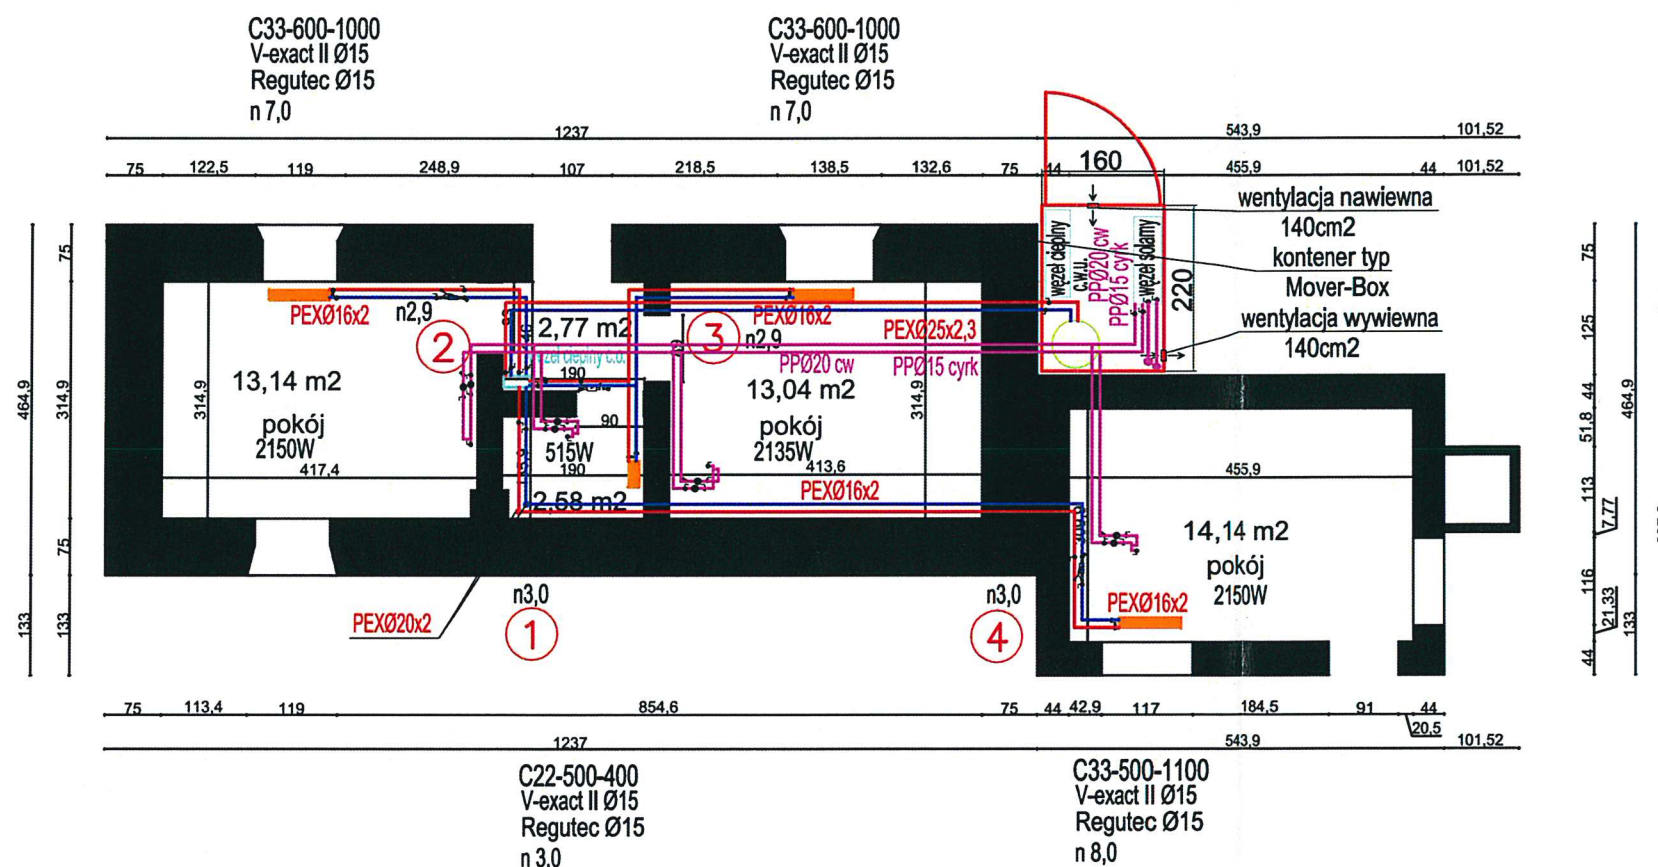 C33-600-1000
V-exact II Ø15
Regutec Ø15
n 7,0
C33-600-1000
V-exact II Ø15
Regutec Ø15
n 7,0
1237
543,9
101,52
75
122,5
119
248,9
107
218,5
138,5
132,6
75
14
160
455,9
44
101,52
wentylacja nawiewna
140cm2
kontener typ
Mover-Box
wentylacja wywiewna
140cm2
węzeł cieplny
c.w.u.
PPØ20 cw
PPØ15 cyrk
węzeł solarny
220
464,9
75
314,9
75
133
133
314,9
PEXØ16x2
n2,9
2
2,77 m2
węzeł cieplny c.o.
190
3
n2,9
PEXØ16x2
PEXØ25x2,3
PPØ20 cw
PPØ15 cyrk
13,14 m2
pokój
2150W
417,4
90
515W
190
2,58 m2
13,04 m2
pokój
2135W
413,6
314,9
PEXØ16x2
455,9
14,14 m2
pokój
2150W
PEXØ16x2
PEXØ20x2
n3,0
1
n3,0
4
75
125
44
51,8
113
7,77
116
21,33
44
464,9
133
75
113,4
119
854,6
75
44
42,9
117
184,5
91
44
20,5
1237
543,9
101,52
C22-500-400
V-exact II Ø15
Regutec Ø15
n 3,0
C33-500-1100
V-exact II Ø15
Regutec Ø15
n 8,0